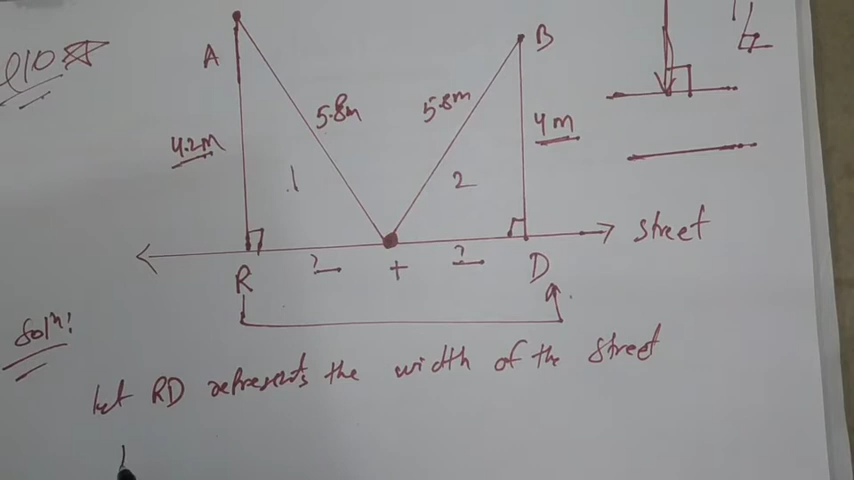 Q10
A
B
5.8m
5.8m
4.2m
4m
1
2
street
R
?
+
?
D
Soln:
Let RD represents the width of the street